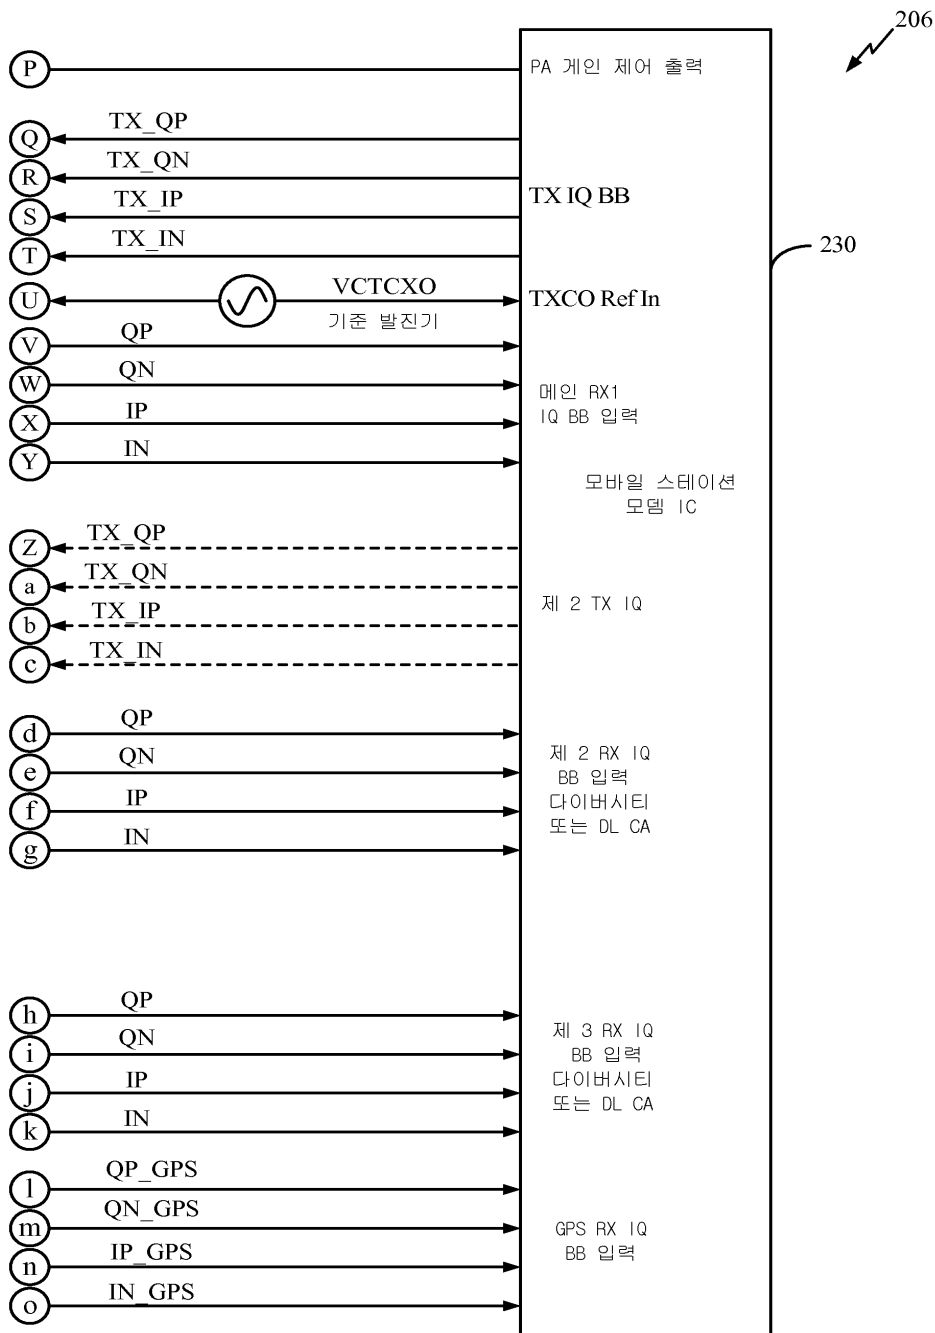 206
P
PA 게인 제어 출력
Q
TX_QP
R
TX_QN
S
TX_IP
TX IQ BB
T
TX_IN
230
U
VCTCXO
기준 발진기
TXCO Ref In
V
QP
W
QN
메인 RX1
IQ BB 입력
X
IP
Y
IN
모바일 스테이션
모뎀 IC
Z
TX_QP
a
TX_QN
b
TX_IP
제 2 TX IQ
c
TX_IN
d
QP
e
QN
제 2 RX IQ
BB 입력
다이버시티
또는 DL CA
f
IP
g
IN
h
QP
i
QN
제 3 RX IQ
BB 입력
다이버시티
또는 DL CA
j
IP
k
IN
l
QP_GPS
m
QN_GPS
GPS RX IQ
BB 입력
n
IP_GPS
o
IN_GPS